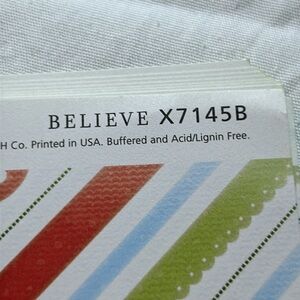 BELIEVE X7145B
H Co. Printed in USA. Buffered and Acid/Lignin Free.